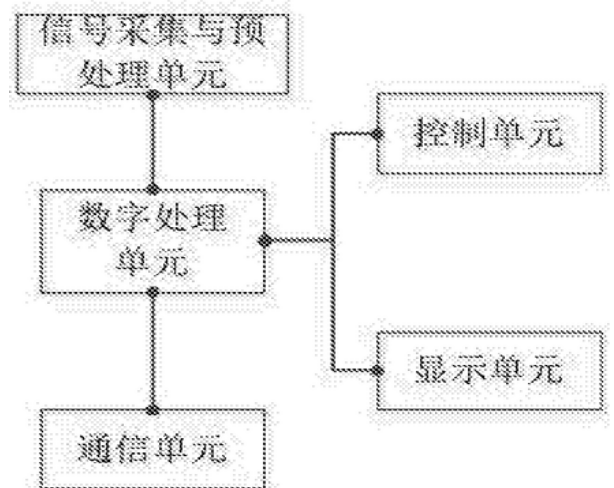 信号采集与预
处理单元
控制单元
数字处理
单元
显示单元
通信单元